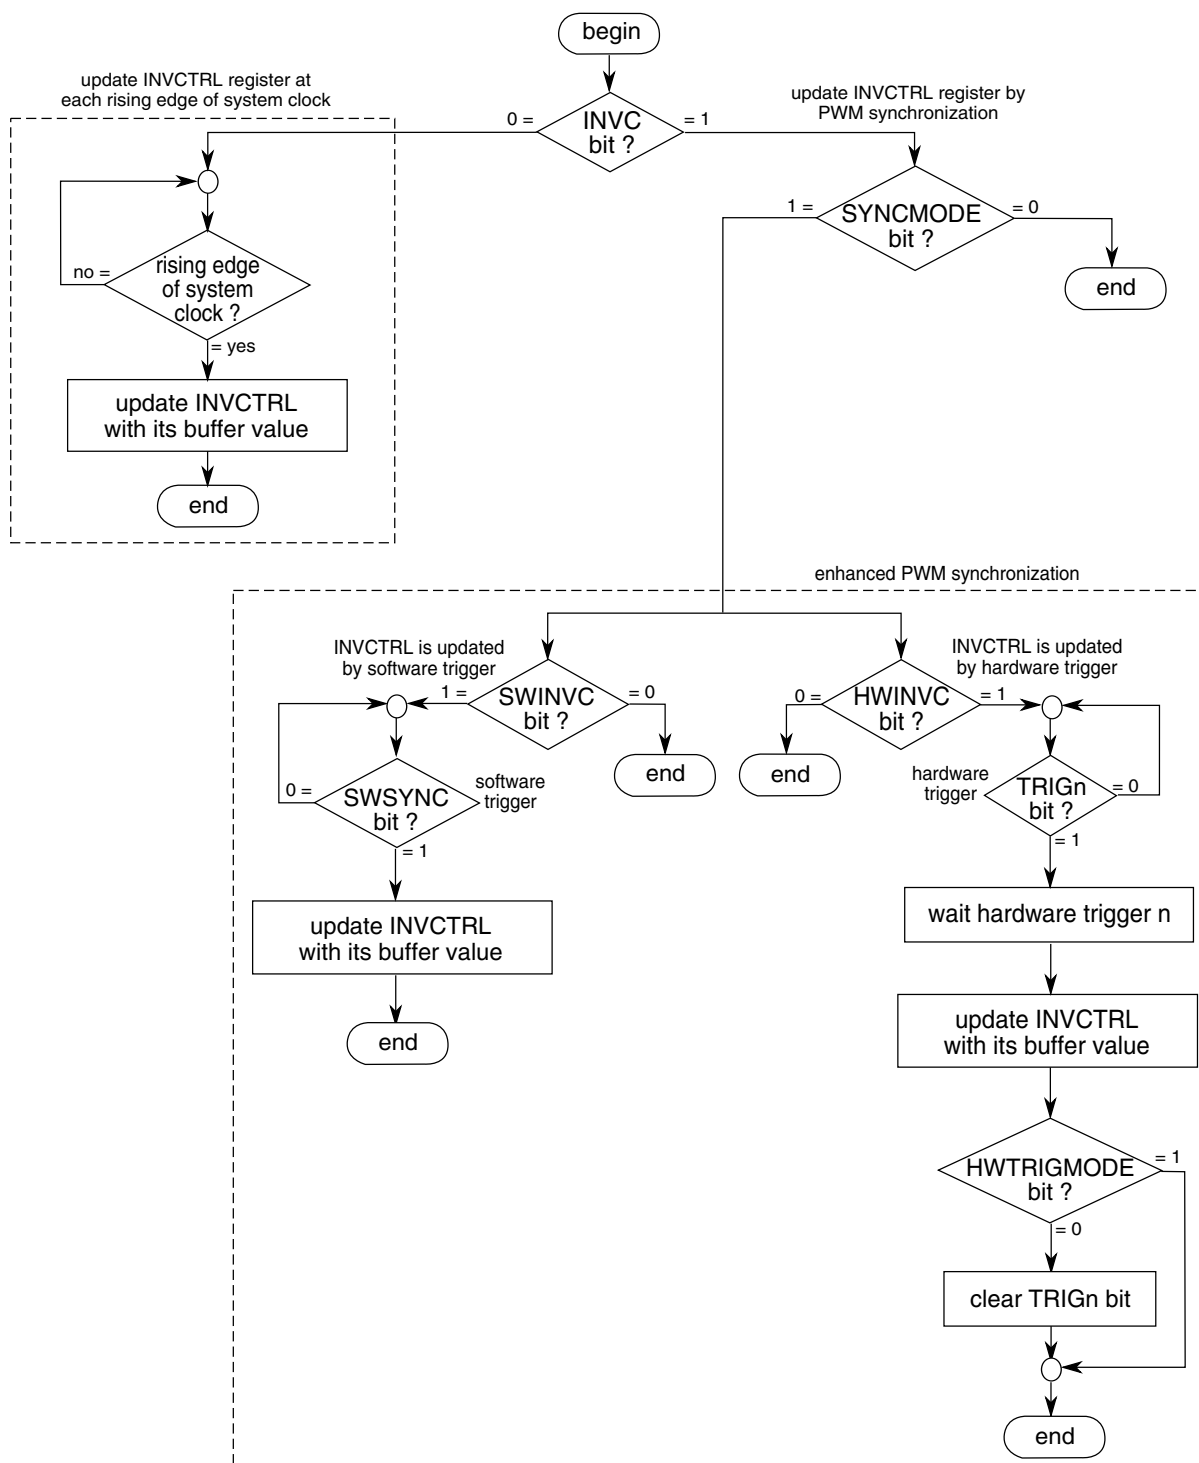 begin
update INVCTRL register at
each rising edge of system clock
update INVCTRL register by
PWM synchronization
0 =
INVC
bit ?
= 1
1 =
SYNCMODE
bit ?
= 0
end
no =
rising edge
of system
clock ?
= yes
update INVCTRL
with its buffer value
end
enhanced PWM synchronization
INVCTRL is updated
by software trigger
1 =
SWINVC
bit ?
= 0
end
0 =
SWSYNC
bit ?
software
trigger
= 1
update INVCTRL
with its buffer value
end
INVCTRL is updated
by hardware trigger
0 =
HWINVC
bit ?
= 1
end
hardware
trigger
TRIGn
bit ?
= 0
= 1
wait hardware trigger n
update INVCTRL
with its buffer value
HWTRIGMODE
bit ?
= 1
= 0
clear TRIGn bit
end